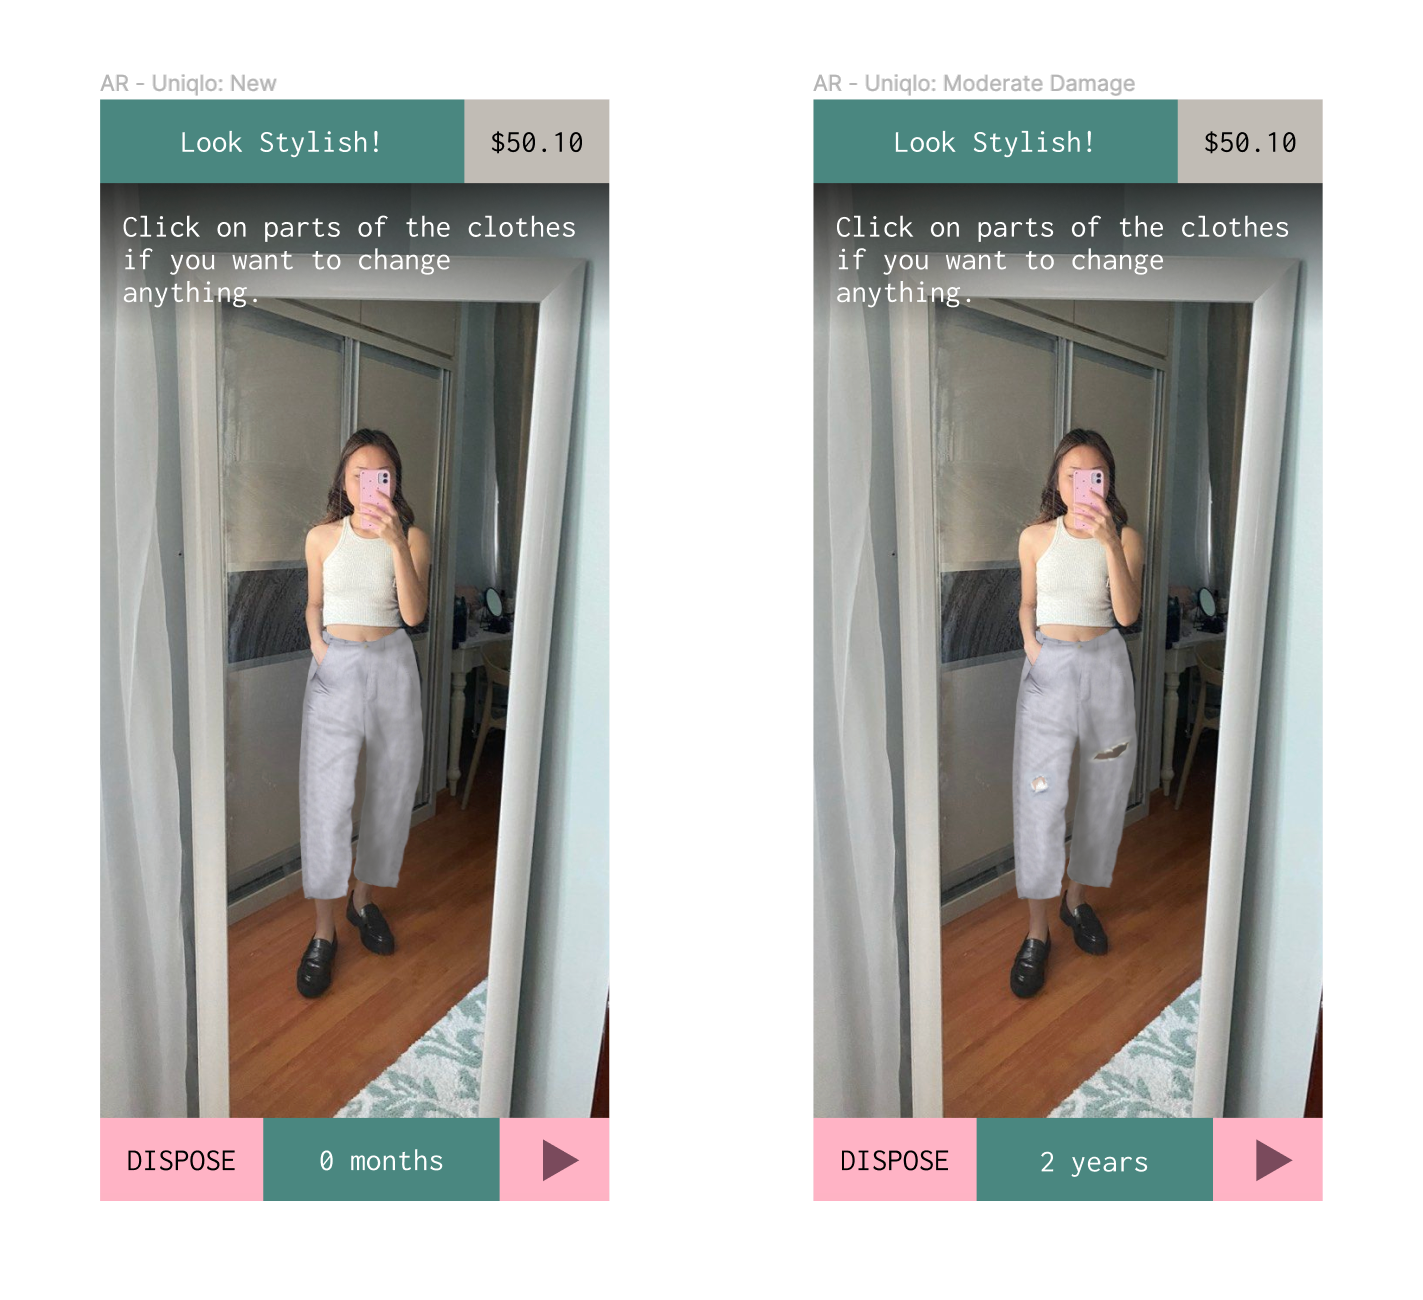 AR - Uniqlo: New
Look Stylish!
$50.10
Click on parts of the clothes
if you want to change
anything.
DISPOSE
0 months
AR - Uniqlo: Moderate Damage
Look Stylish!
$50.10
Click on parts of the clothes
if you want to change
anything.
DISPOSE
2 years